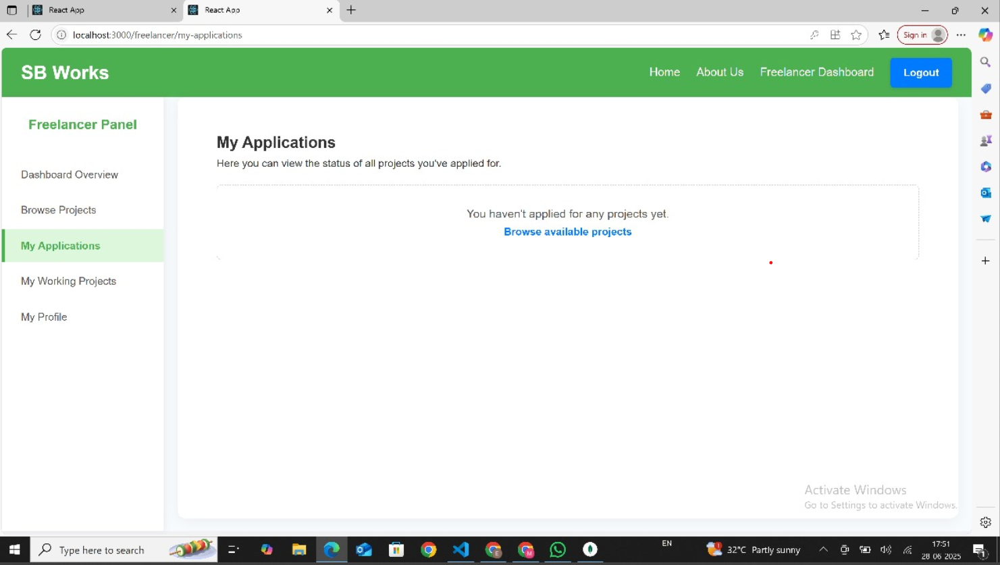 React App
React App
localhost:3000/freelancer/my-applications
Sign in
SB Works
Home
About Us
Freelancer Dashboard
Logout
Freelancer Panel
Dashboard Overview
Browse Projects
My Applications
My Working Projects
My Profile
My Applications
Here you can view the status of all projects you've applied for.
You haven't applied for any projects yet.
Browse available projects
Activate Windows
Go to Settings to activate Windows.
Type here to search
E
M
EN
1
32°C Partly sunny
17:51
28-06-2025
1